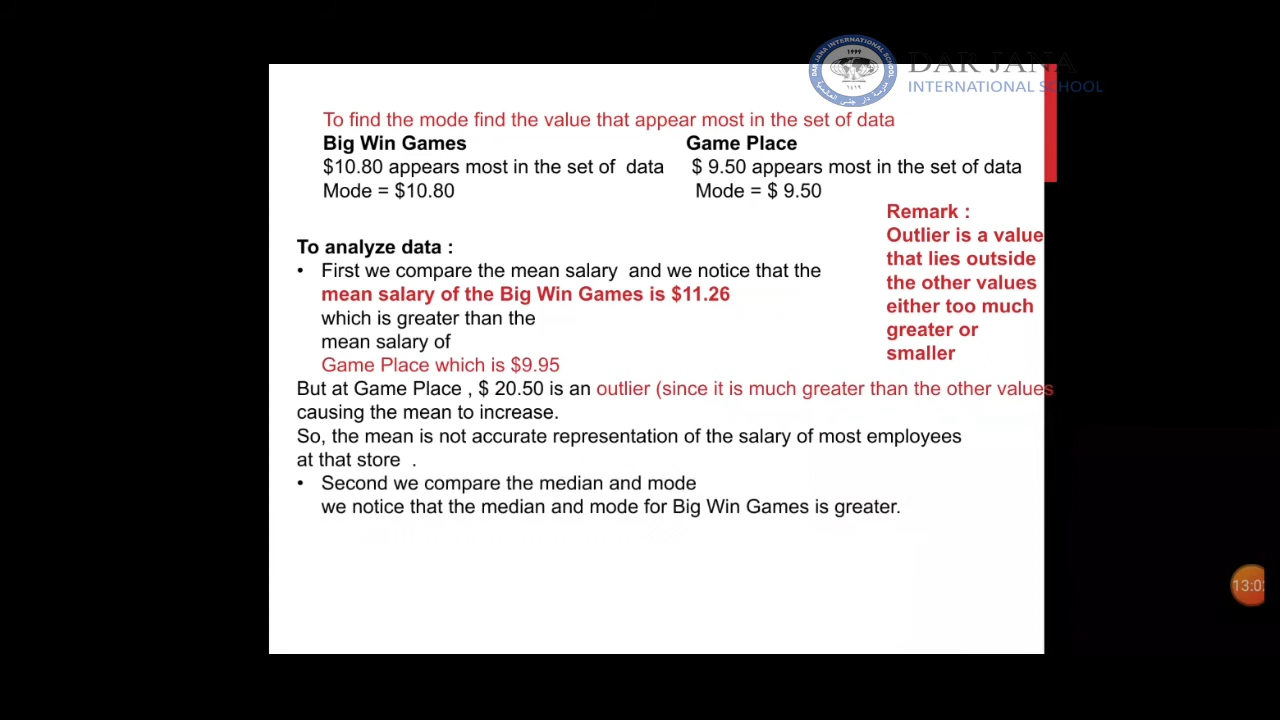 DAR JANA
INTERNATIONAL SCHOOL
DAR JANA INTERNATIONAL SCHOOL
1999
١٤١٩
To find the mode find the value that appear most in the set of data
Big Win Games
$10.80 appears most in the set of  data
Mode = $10.80
Game Place
$ 9.50 appears most in the set of data
Mode = $ 9.50
Remark :
Outlier is a value
that lies outside
the other values
either too much
greater or
smaller
To analyze data :
• First we compare the mean salary  and we notice that the
mean salary of the Big Win Games is $11.26
which is greater than the
mean salary of
Game Place which is $9.95
But at Game Place , $ 20.50 is an outlier (since it is much greater than the other values
causing the mean to increase.
So, the mean is not accurate representation of the salary of most employees
at that store  .
• Second we compare the median and mode
we notice that the median and mode for Big Win Games is greater.